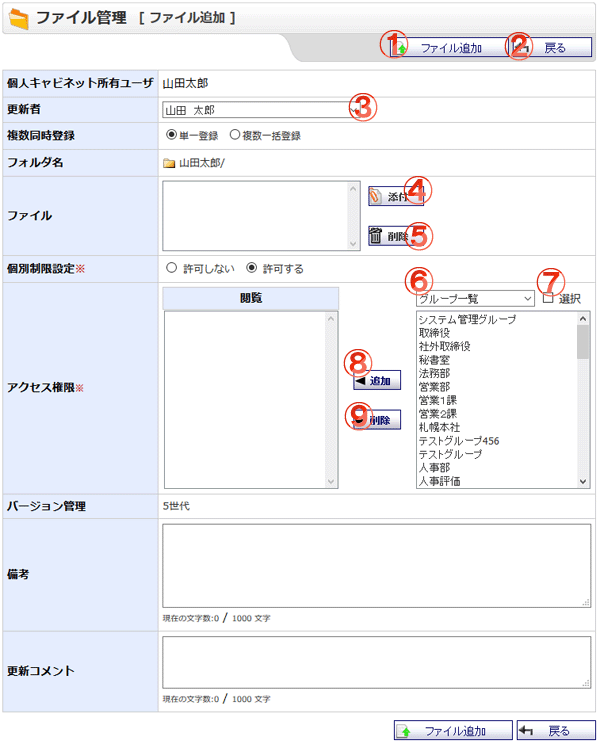 ファイル管理 [ ファイル追加 ]
① ファイル追加 ② 戻る
個人キャビネット所有ユーザ 山田太郎
更新者 山田 太郎 ③
複数同時登録 単一登録 複数一括登録
フォルダ名 山田太郎/
ファイル 添付 ④
削除 ⑤
個別制限設定※ 許可しない 許可する
アクセス権限※ 閲覧
⑥ グループ一覧 ⑦ 選択
システム管理グループ
取締役
社外取締役
秘書室
法務部
営業部
営業1課
営業2課
札幌本社
テストグループ456
テストグループ
人事部
人事評価
⑧ 追加
⑨ 削除
バージョン管理 5世代
備考
現在の文字数:0 / 1000 文字
更新コメント
現在の文字数:0 / 1000 文字
ファイル追加 戻る